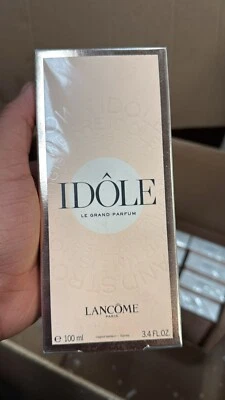 IDÔLE
LE GRAND PARFUM
LANCÔME
PARIS
℮ 100 ml 3.4 FL.OZ.